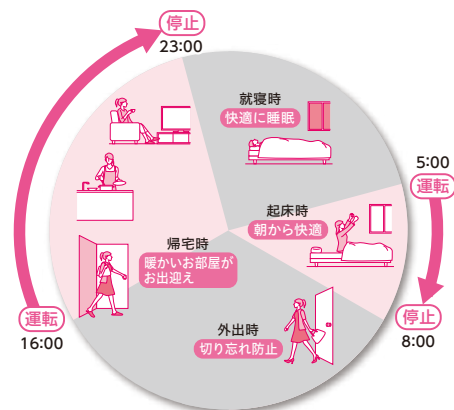 停止
23:00
就寝時
快適に睡眠
5:00
運転
起床時
朝から快適
帰宅時
暖かいお部屋が
お出迎え
運転
16:00
停止
8:00
外出時
切り忘れ防止